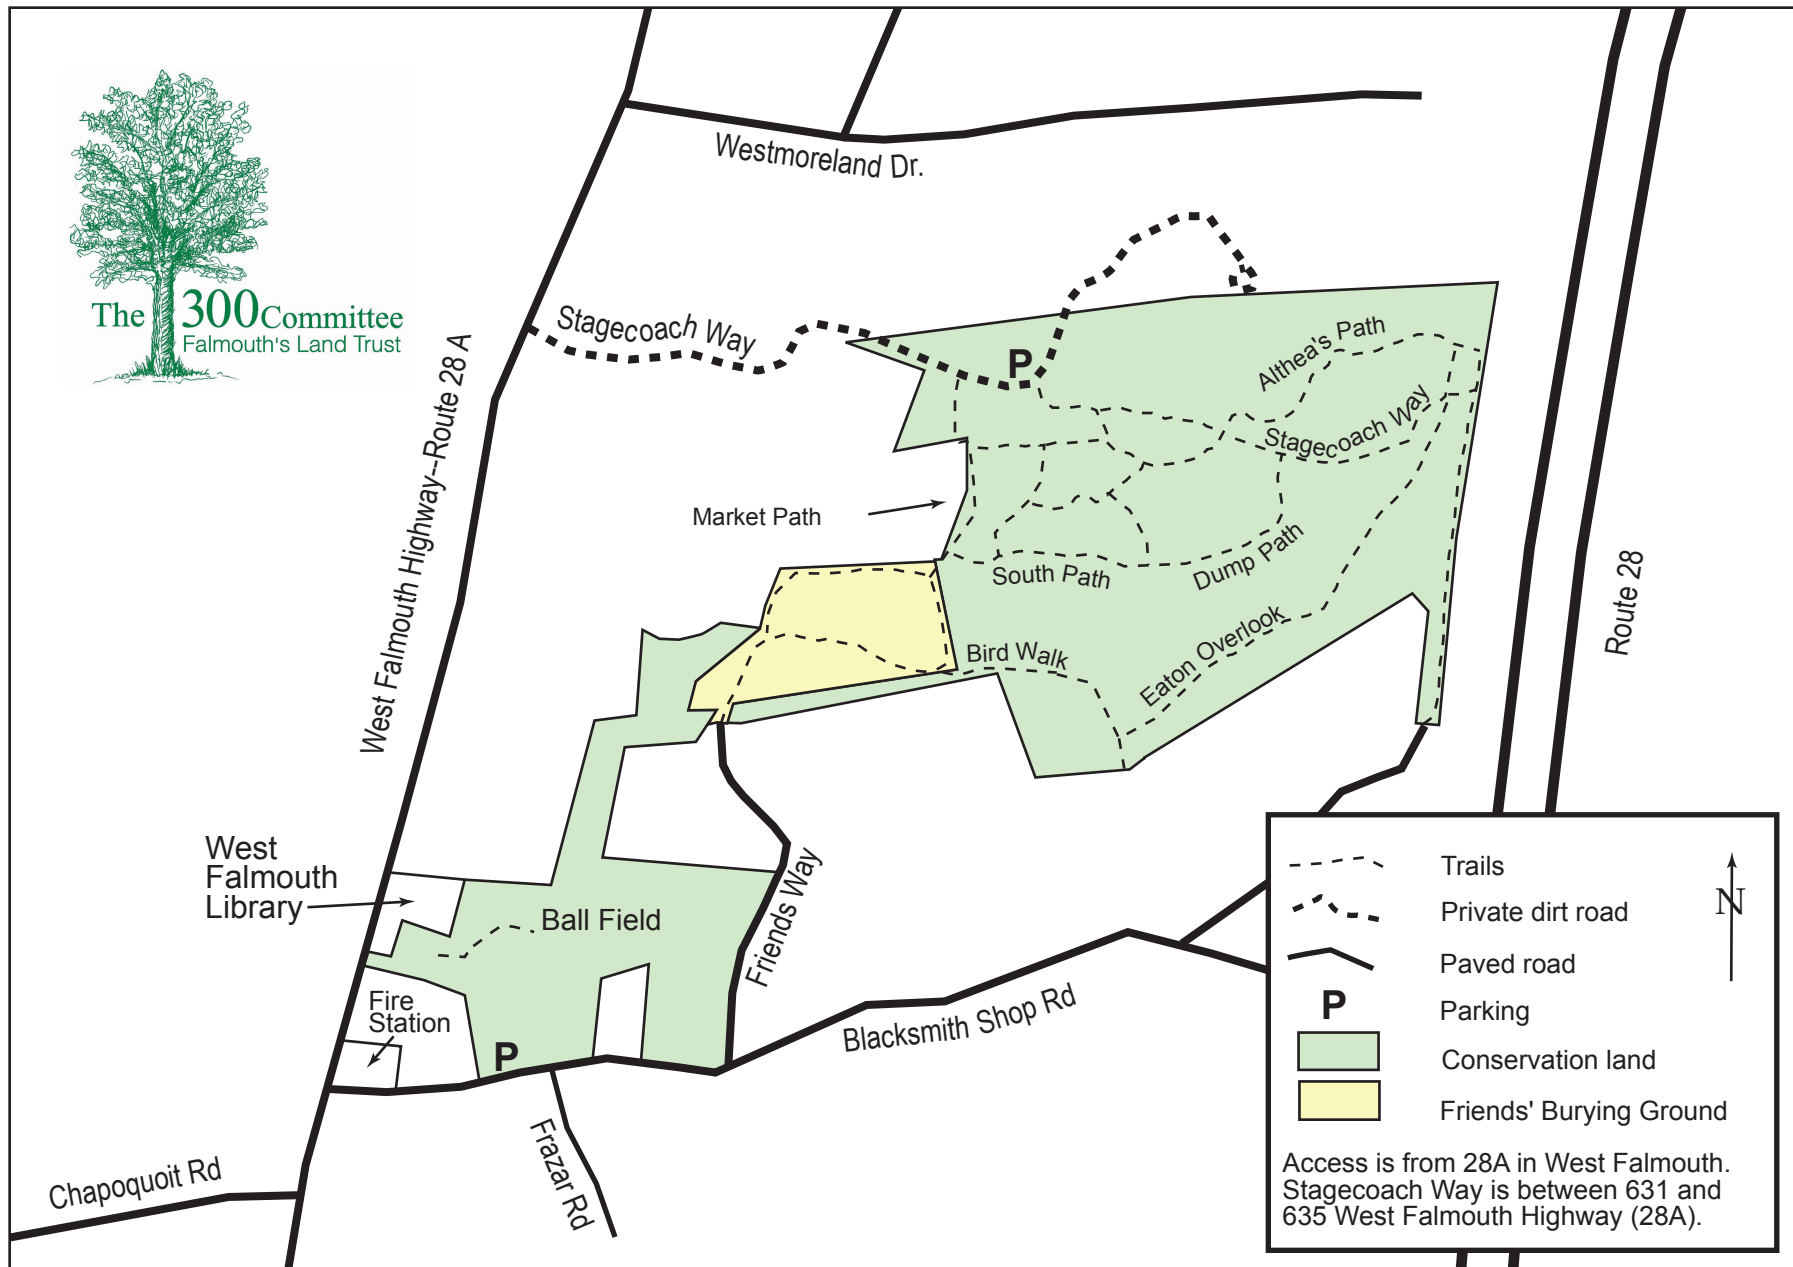 The 300 Committee
Falmouth's Land Trust
Westmoreland Dr.
Stagecoach Way
P
Althea's Path
Stagecoach Way
West Falmouth Highway--Route 28 A
Market Path
South Path
Dump Path
Route 28
Bird Walk
Eaton Overlook
West
Falmouth
Library
Ball Field
Friends Way
Fire
Station
P
Blacksmith Shop Rd
Frazar Rd
Chapoquoit Rd
Trails
N
Private dirt road
Paved road
P Parking
Conservation land
Friends' Burying Ground
Access is from 28A in West Falmouth.
Stagecoach Way is between 631 and
635 West Falmouth Highway (28A).